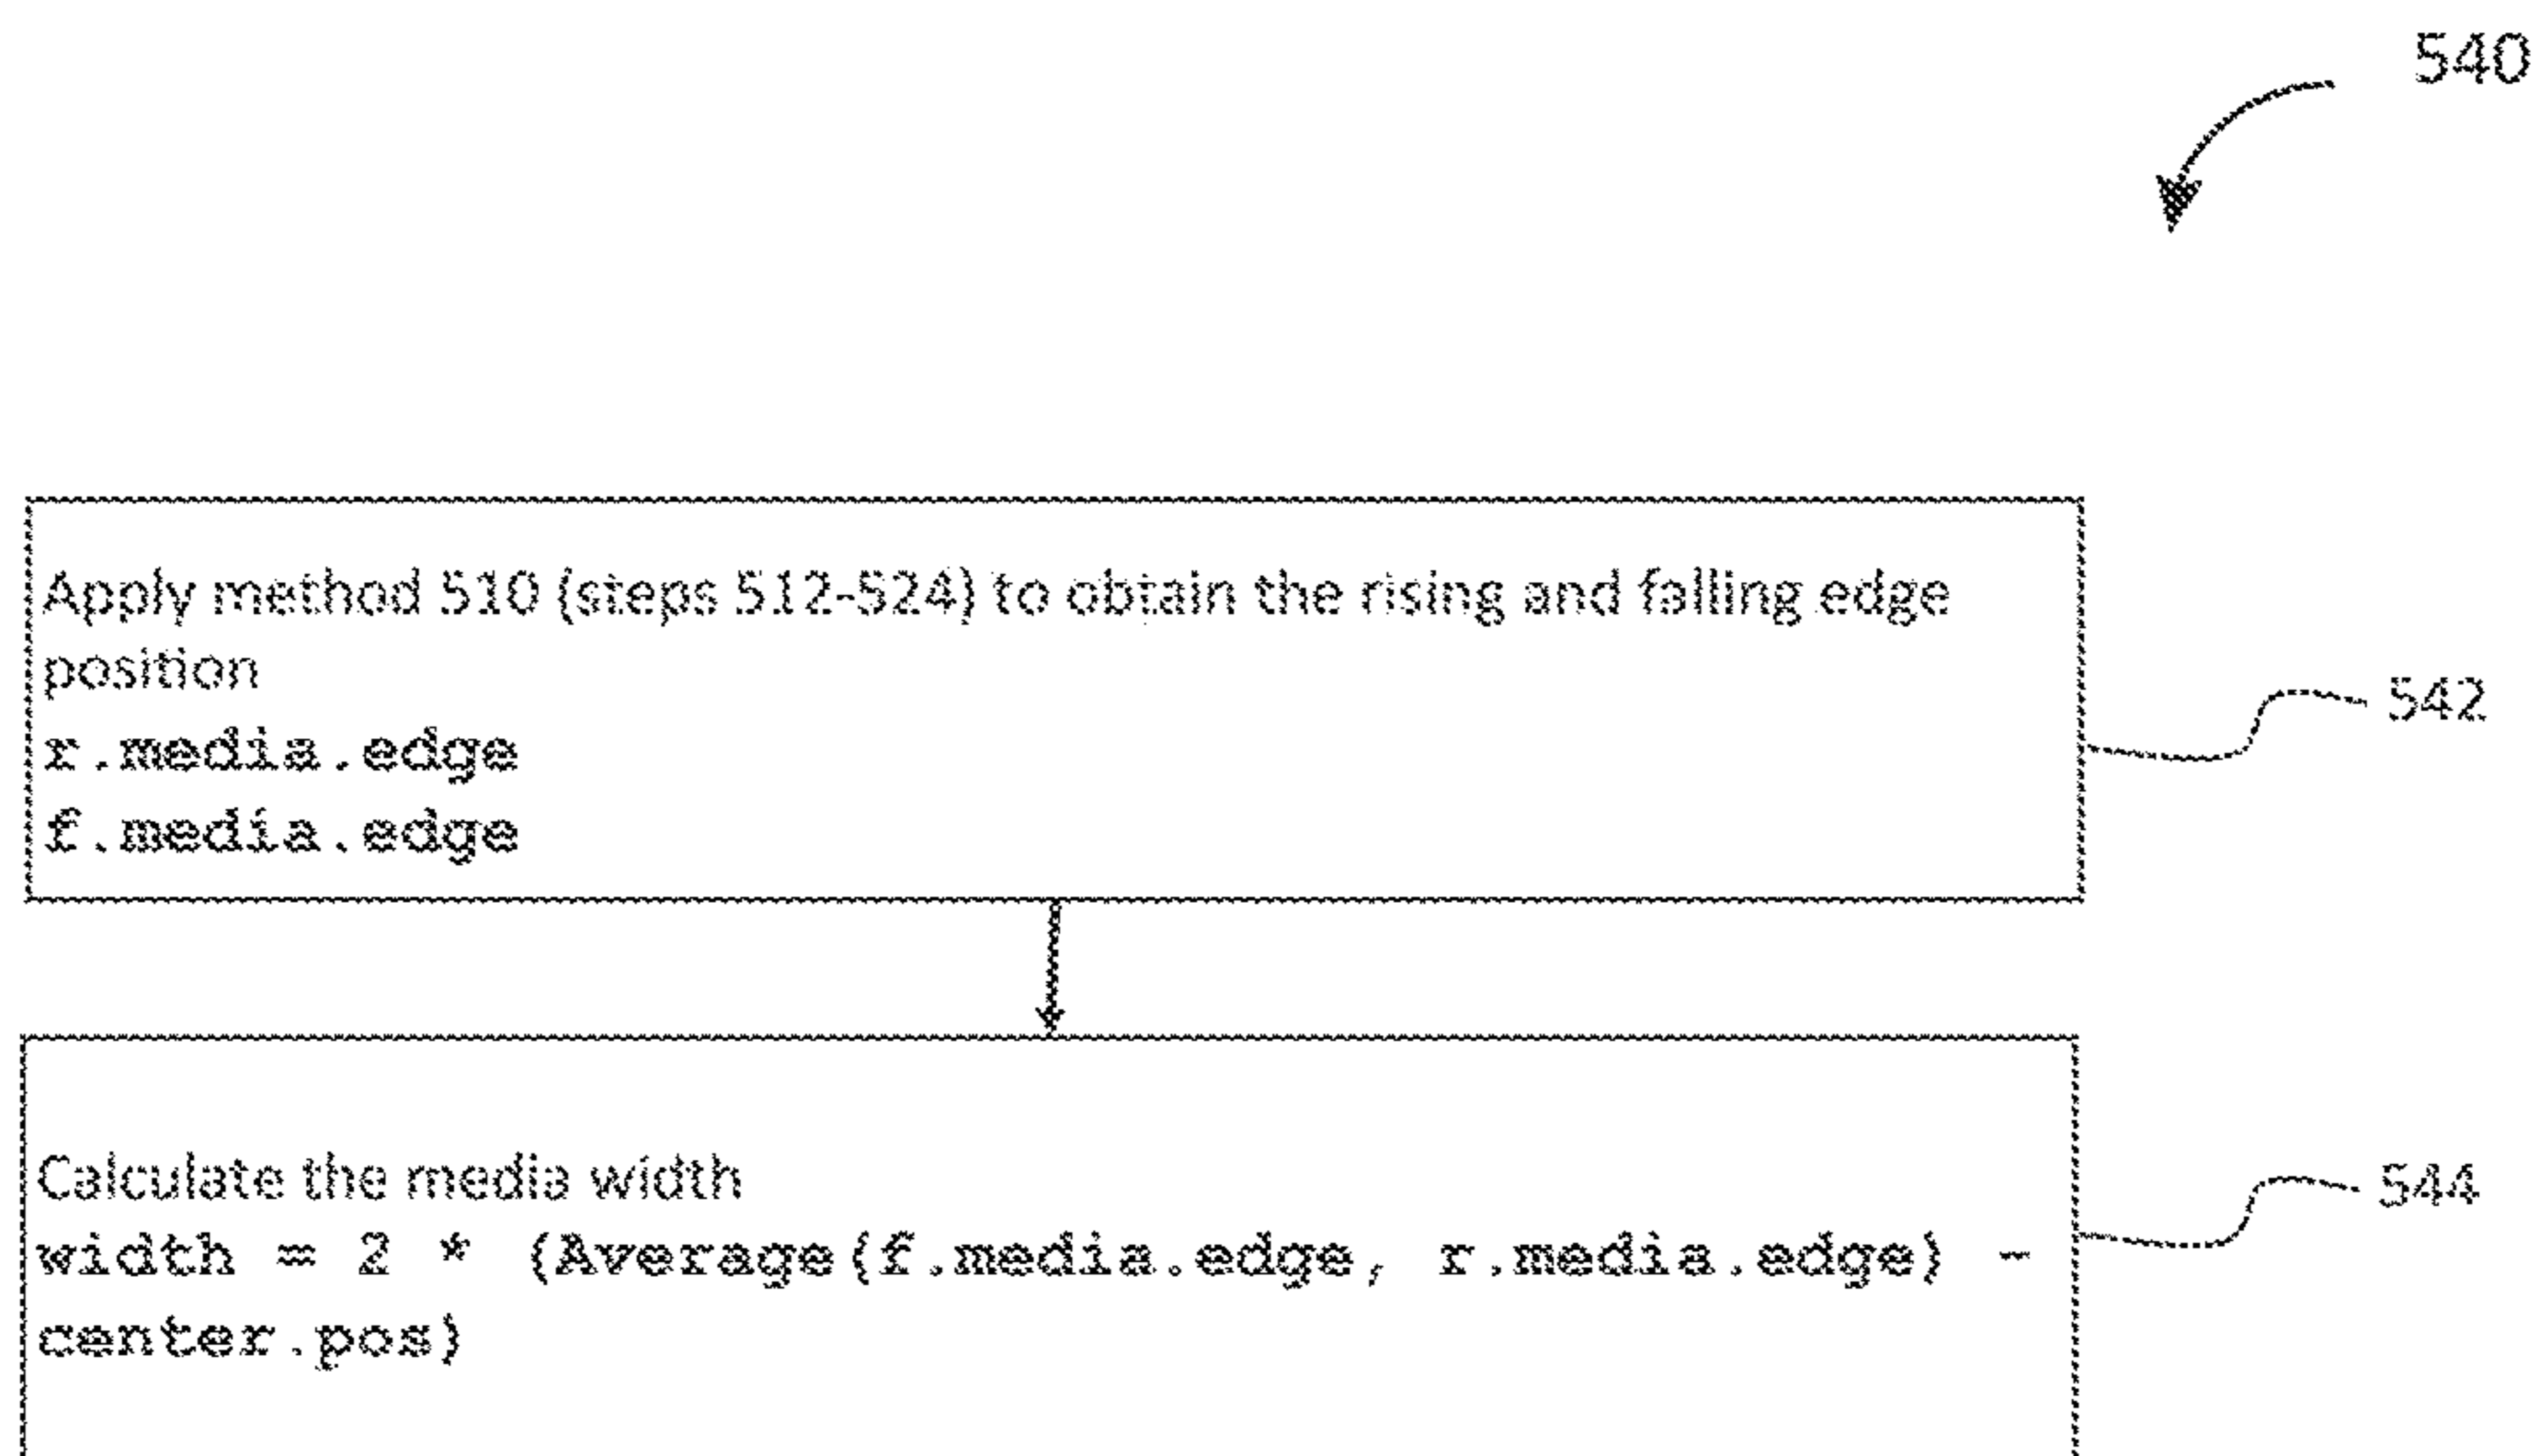 540
Apply method 510 (steps 512-524) to obtain the rising and falling edge
position
r.media.edge
f.media.edge
542
Calculate the media width
width = 2 * (Average(f.media.edge, r.media.edge) -
center.pos)
544